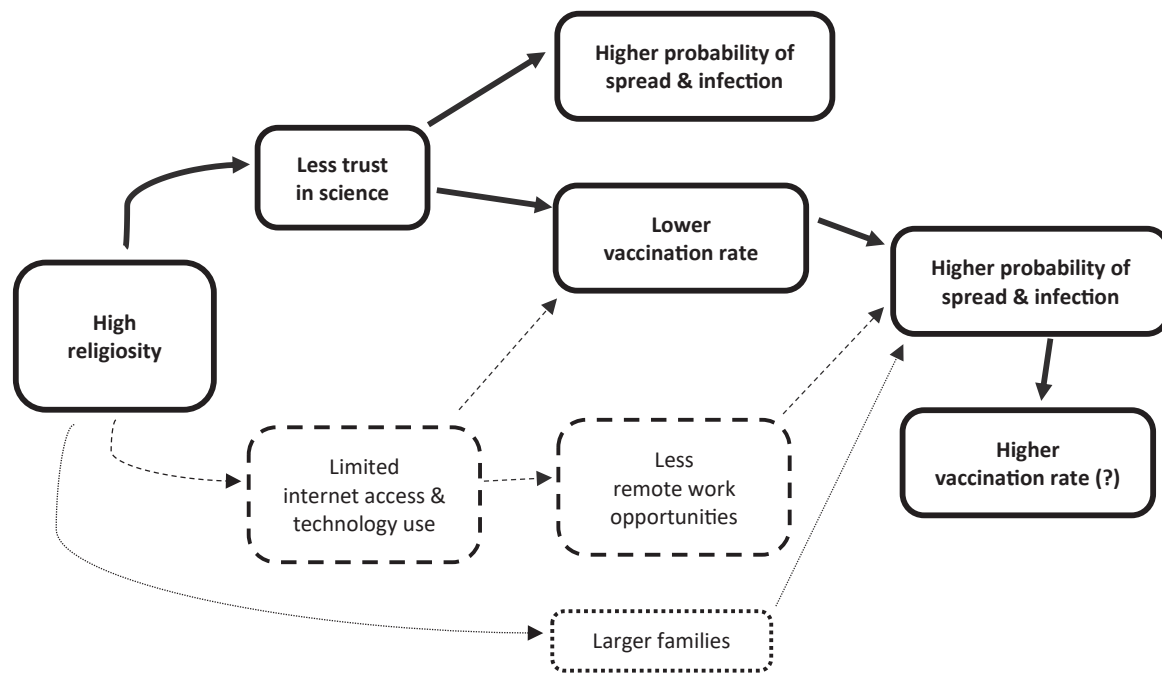 Higher probability of
spread & infection
Less trust
in science
Lower
vaccination rate
Higher probability of
spread & infection
High
religiosity
Limited
internet access &
technology use
Less
remote work
opportunities
Higher
vaccination rate (?)
Larger families